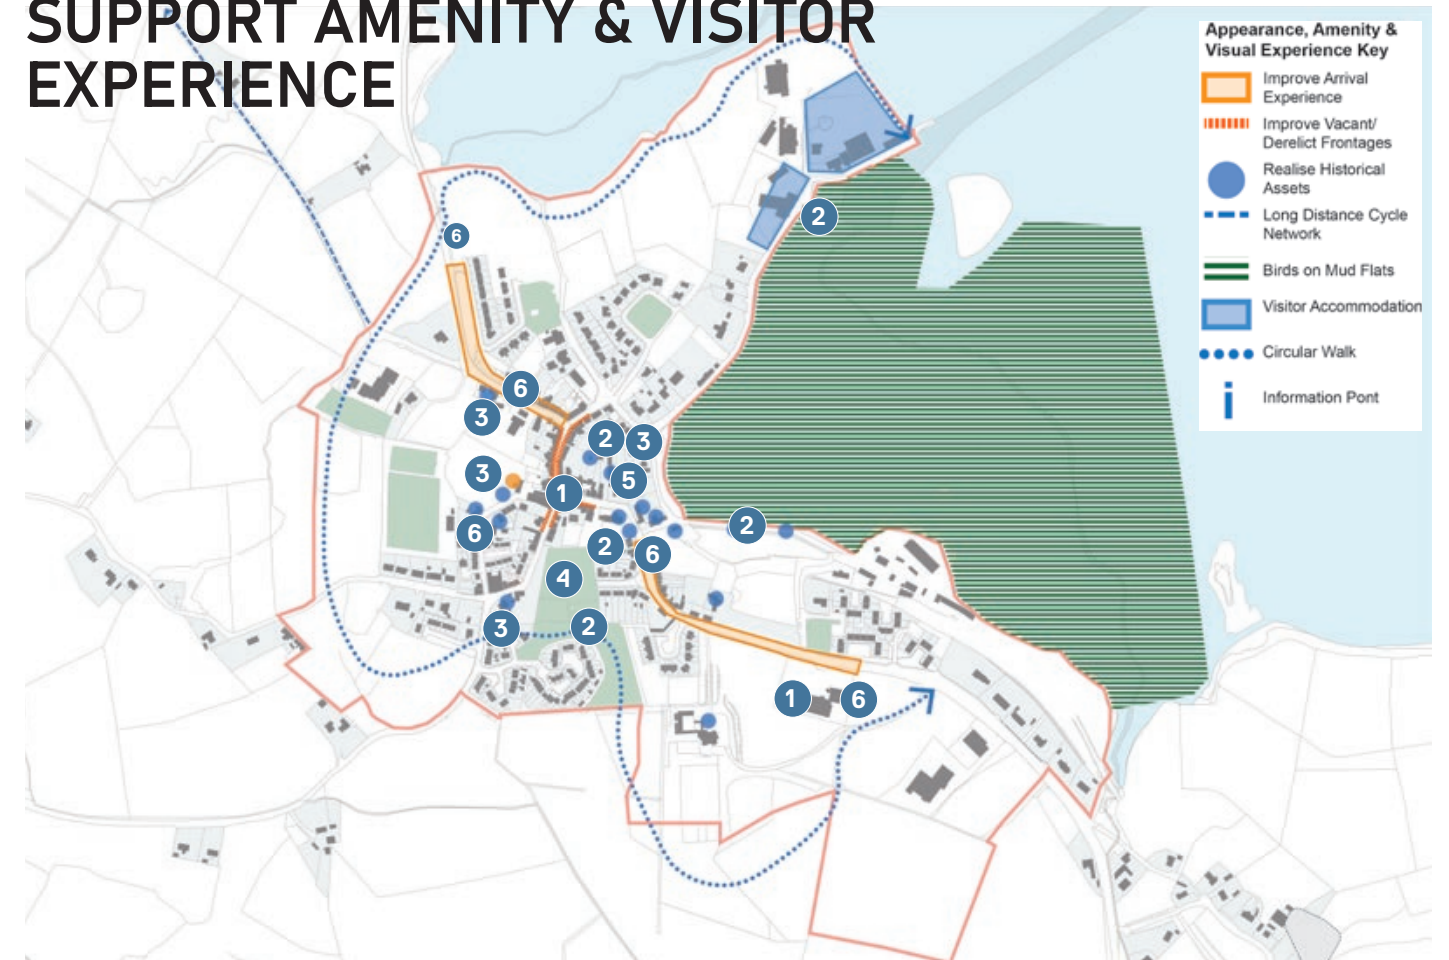 SUPPORT AMENITY & VISITOR
EXPERIENCE
Appearance, Amenity &
Visual Experience Key
Improve Arrival
Experience
Improve Vacant/
Derelict Frontages
Realise Historical
Assets
Long Distance Cycle
Network
Birds on Mud Flats
Visitor Accommodation
Circular Walk
i
Information Pont
2
6
6
3
2
3
3
5
1
6
2
2
6
4
3
2
1
6